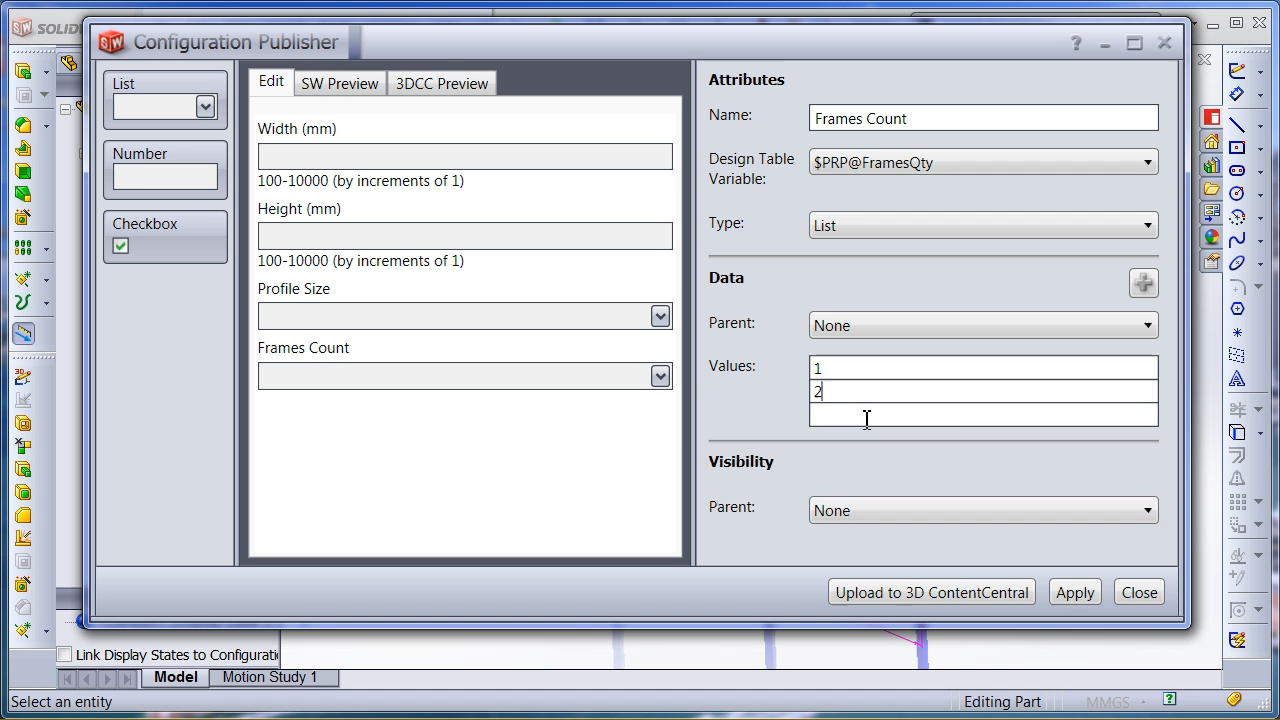 SOLID
Configuration Publisher
List
Number
Checkbox
Edit
SW Preview
3DCC Preview
Width (mm)
100-10000 (by increments of 1)
Height (mm)
100-10000 (by increments of 1)
Profile Size
Frames Count
Attributes
Name:
Frames Count
Design Table
Variable:
$PRP@FramesQty
Type:
List
Data
Parent:
None
Values:
1
2
Visibility
Parent:
None
Upload to 3D ContentCentral
Apply
Close
Link Display States to Configurati
Model
Motion Study 1
Select an entity
Editing Part
MMGS